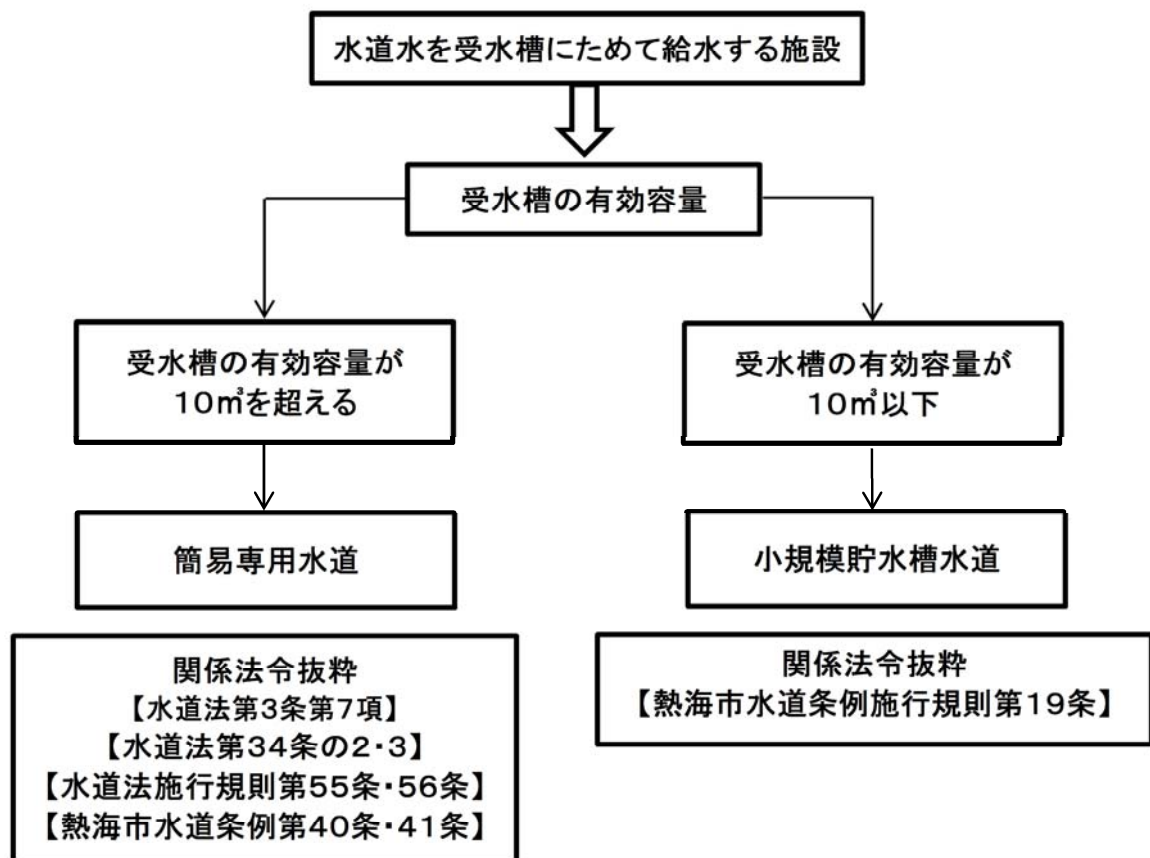 水道水を受水槽にためて給水する施設
受水槽の有効容量
受水槽の有効容量が
10㎥を超える
受水槽の有効容量が
10㎥以下
簡易専用水道
小規模貯水槽水道
関係法令抜粋
【水道法第3条第7項】
【水道法第34条の2・3】
【水道法施行規則第55条・56条】
【熱海市水道条例第40条・41条】
関係法令抜粋
【熱海市水道条例施行規則第19条】